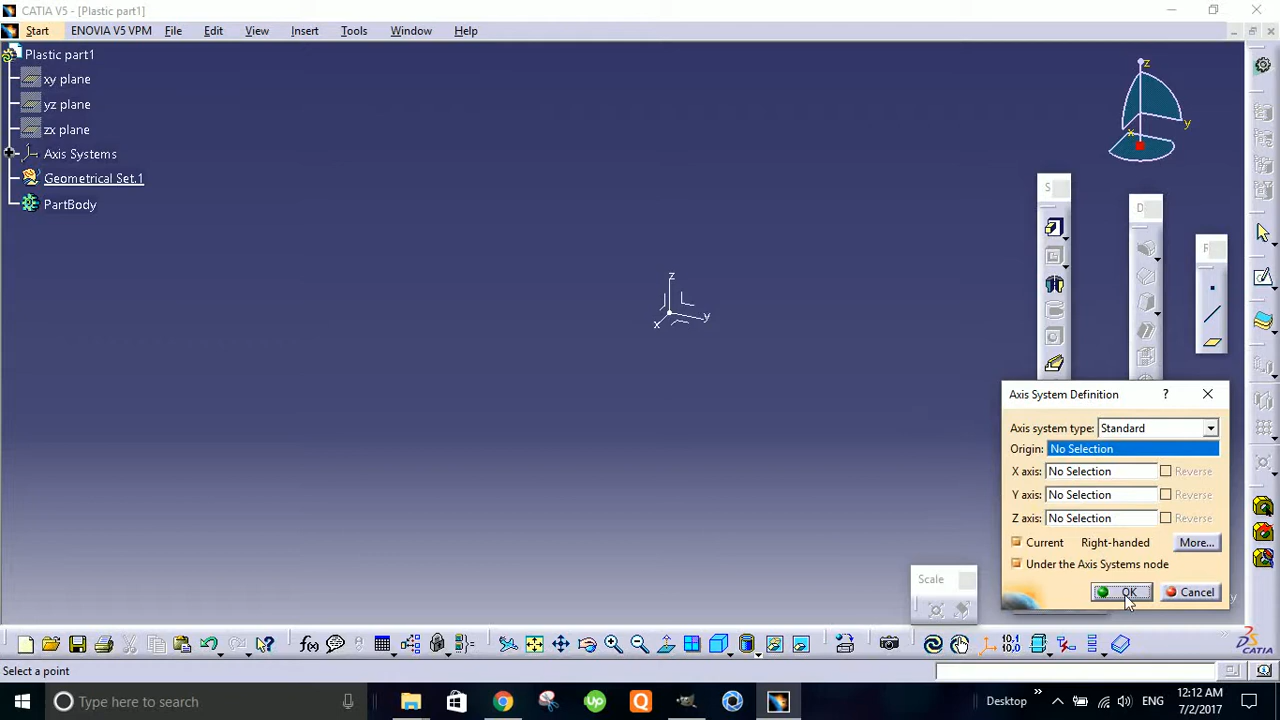 CATIA V5 - [Plastic part1]
Start ENOVIA V5 VPM File Edit View Insert Tools Window Help
Plastic part1
xy plane
yz plane
zx plane
Axis Systems
Geometrical Set.1
PartBody
z
y
x
z
y
x
S
D
F
Axis System Definition ?
Axis system type: Standard
Origin: No Selection
X axis: No Selection Reverse
Y axis: No Selection Reverse
Z axis: No Selection Reverse
Current Right-handed More...
Under the Axis Systems node
OK Cancel
Scale
y
f(x) 10.1
CATIA
Select a point
Type here to search Up Q Desktop ENG 12:12 AM
7/2/2017